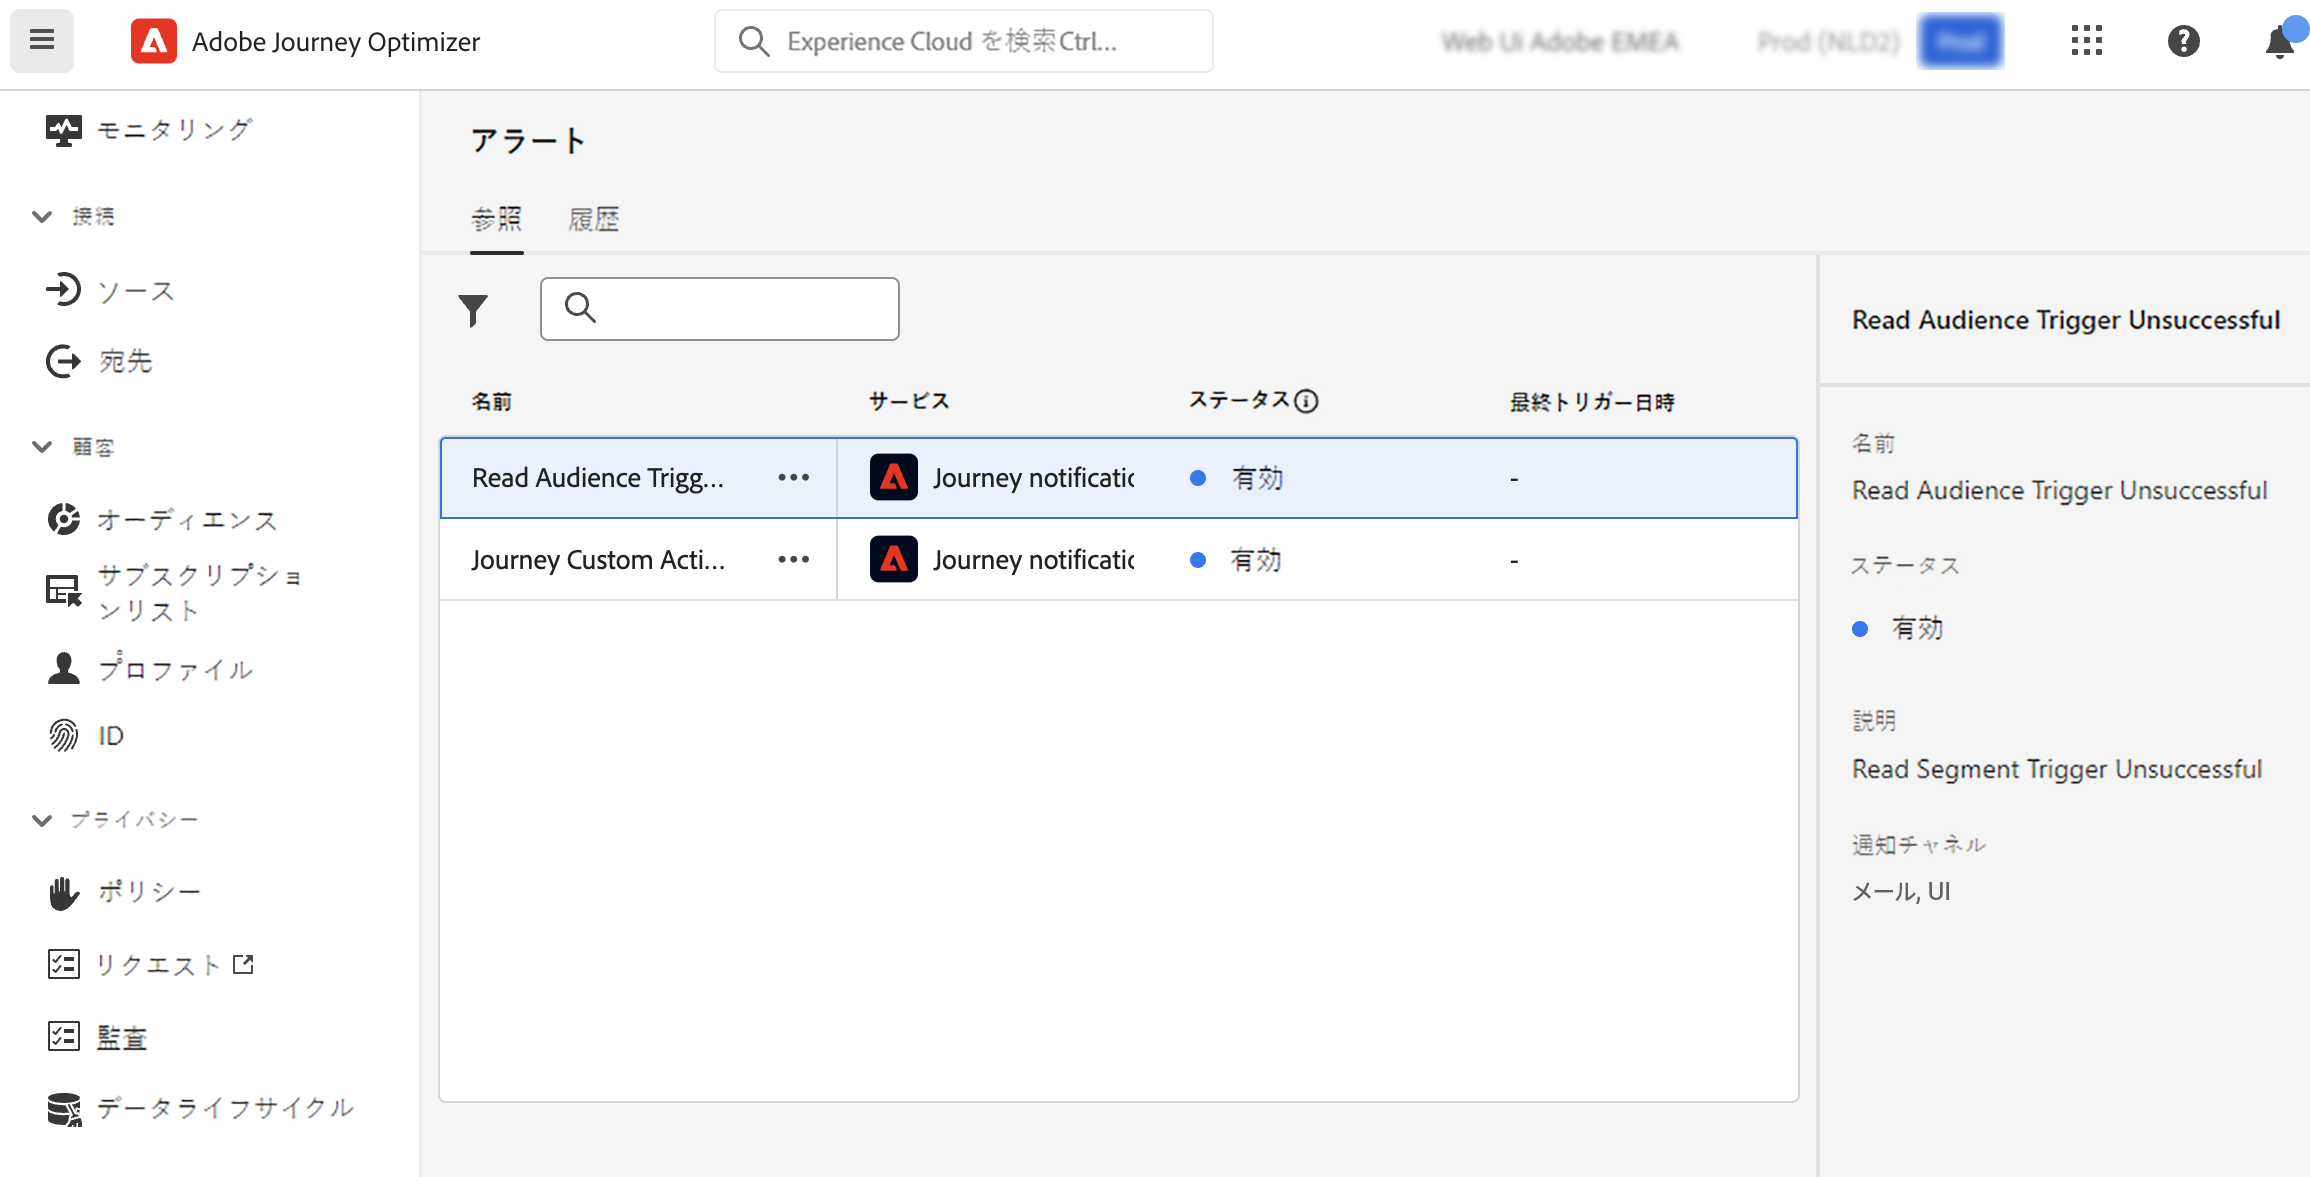 Adobe Journey Optimizer
Experience Cloud を検索Ctrl...
Web Ui Adobe EMEA
Prod (NLD2)
Prod
モニタリング
接続
ソース
宛先
顧客
オーディエンス
サブスクリプショ
ンリスト
プロファイル
ID
プライバシー
ポリシー
リクエスト
監査
データライフサイクル
アラート
参照 履歴
名前 サービス ステータス 最終トリガー日時
Read Audience Trigg... Journey notificatic 有効 -
Journey Custom Acti... Journey notificatic 有効 -
Read Audience Trigger Unsuccessful
名前
Read Audience Trigger Unsuccessful
ステータス
有効
説明
Read Segment Trigger Unsuccessful
通知チャネル
メール, UI